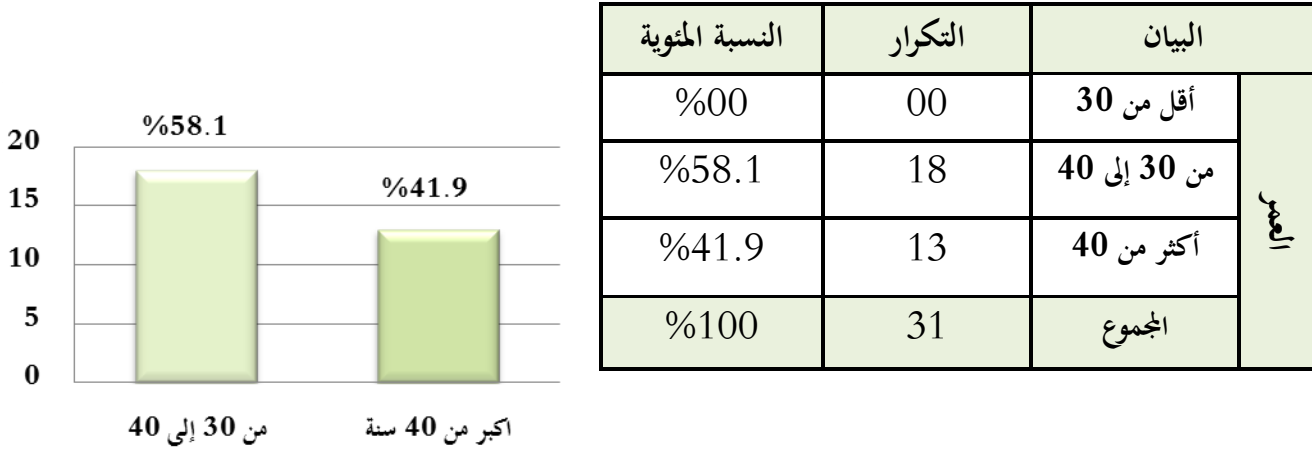 البيان التكرار النسبة المئوية
العمر
أقل من 30 00 %00
من 30 إلى 40 18 %58.1
أكثر من 40 13 %41.9
المجموع 31 %100
%58.1
%41.9
20
15
10
5
0
من 30 إلى 40
اكبر من 40 سنة